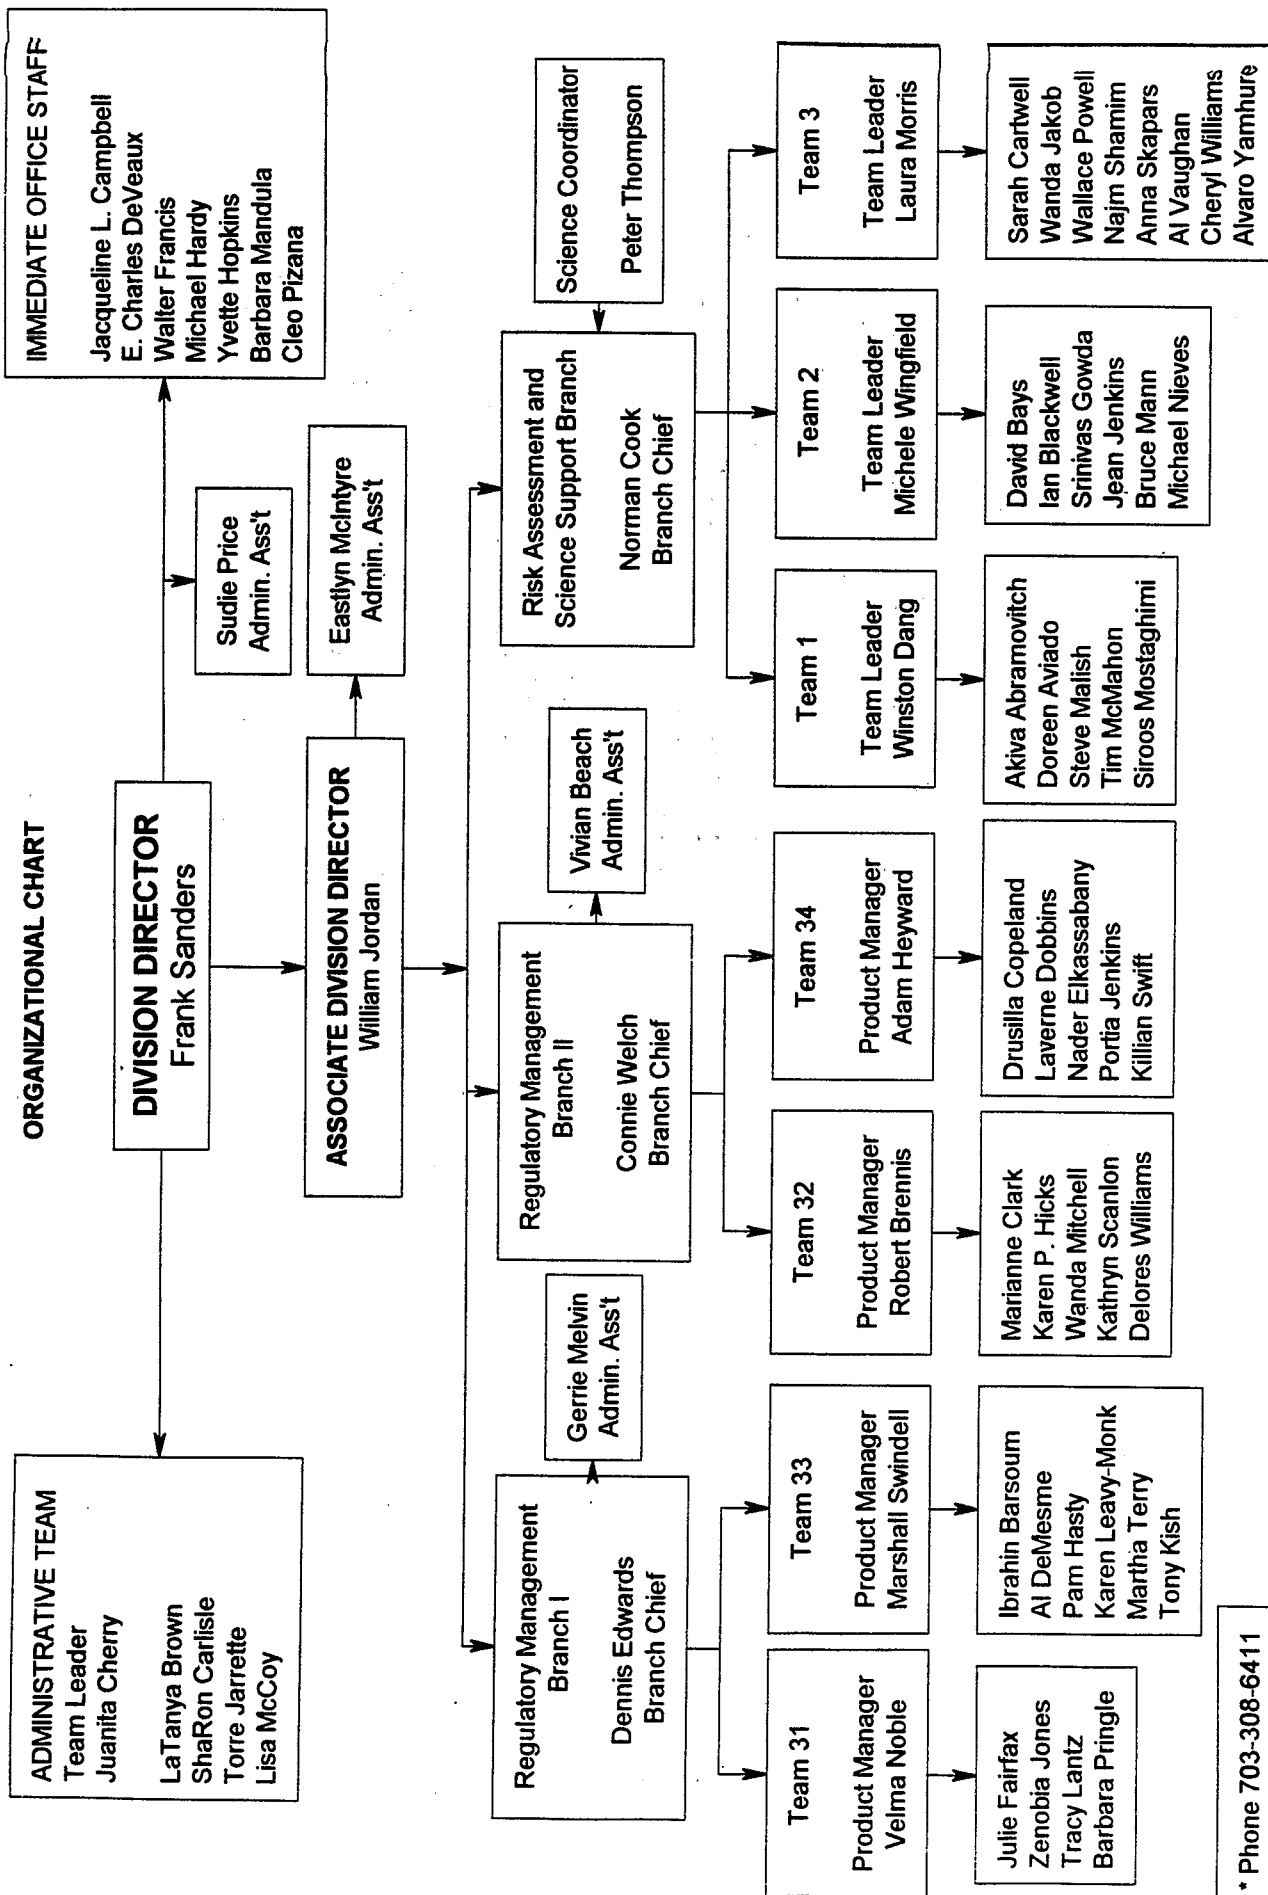 ORGANIZATIONAL CHART
ADMINISTRATIVE TEAM
Team Leader
Juanita Cherry
LaTanya Brown
ShaRon Carlisle
Torre Jarrette
Lisa McCoy
DIVISION DIRECTOR
Frank Sanders
IMMEDIATE OFFICE STAFF
Jacqueline L. Campbell
E. Charles DeVeaux
Walter Francis
Michael Hardy
Yvette Hopkins
Barbara Mandula
Cleo Pizana
Sudie Price
Admin. Ass't
ASSOCIATE DIVISION DIRECTOR
William Jordan
Eastlyn McIntyre
Admin. Ass't
Regulatory Management
Branch I
Dennis Edwards
Branch Chief
Gerrie Melvin
Admin. Ass't
Regulatory Management
Branch II
Connie Welch
Branch Chief
Vivian Beach
Admin. Ass't
Risk Assessment and
Science Support Branch
Norman Cook
Branch Chief
Science Coordinator
Peter Thompson
Team 31
Product Manager
Velma Noble
Team 33
Product Manager
Marshall Swindell
Team 32
Product Manager
Robert Brennis
Team 34
Product Manager
Adam Heyward
Team 1
Team Leader
Winston Dang
Team 2
Team Leader
Michele Wingfield
Team 3
Team Leader
Laura Morris
Julie Fairfax
Zenobia Jones
Tracy Lantz
Barbara Pringle
Ibrahin Barsoum
Al DeMesme
Pam Hasty
Karen Leavy-Monk
Martha Terry
Tony Kish
Marianne Clark
Karen P. Hicks
Wanda Mitchell
Kathryn Scanlon
Delores Williams
Drusilla Copeland
Laverne Dobbins
Nader Elkassabany
Portia Jenkins
Killian Swift
Akiva Abramovitch
Doreen Aviado
Steve Malish
Tim McMahon
Siroos Mostaghimi
David Bays
Ian Blackwell
Srinivas Gowda
Jean Jenkins
Bruce Mann
Michael Nieves
Sarah Cartwell
Wanda Jakob
Wallace Powell
Najm Shamim
Anna Skapars
Al Vaughan
Cheryl Williams
Alvaro Yamhure
* Phone 703-308-6411